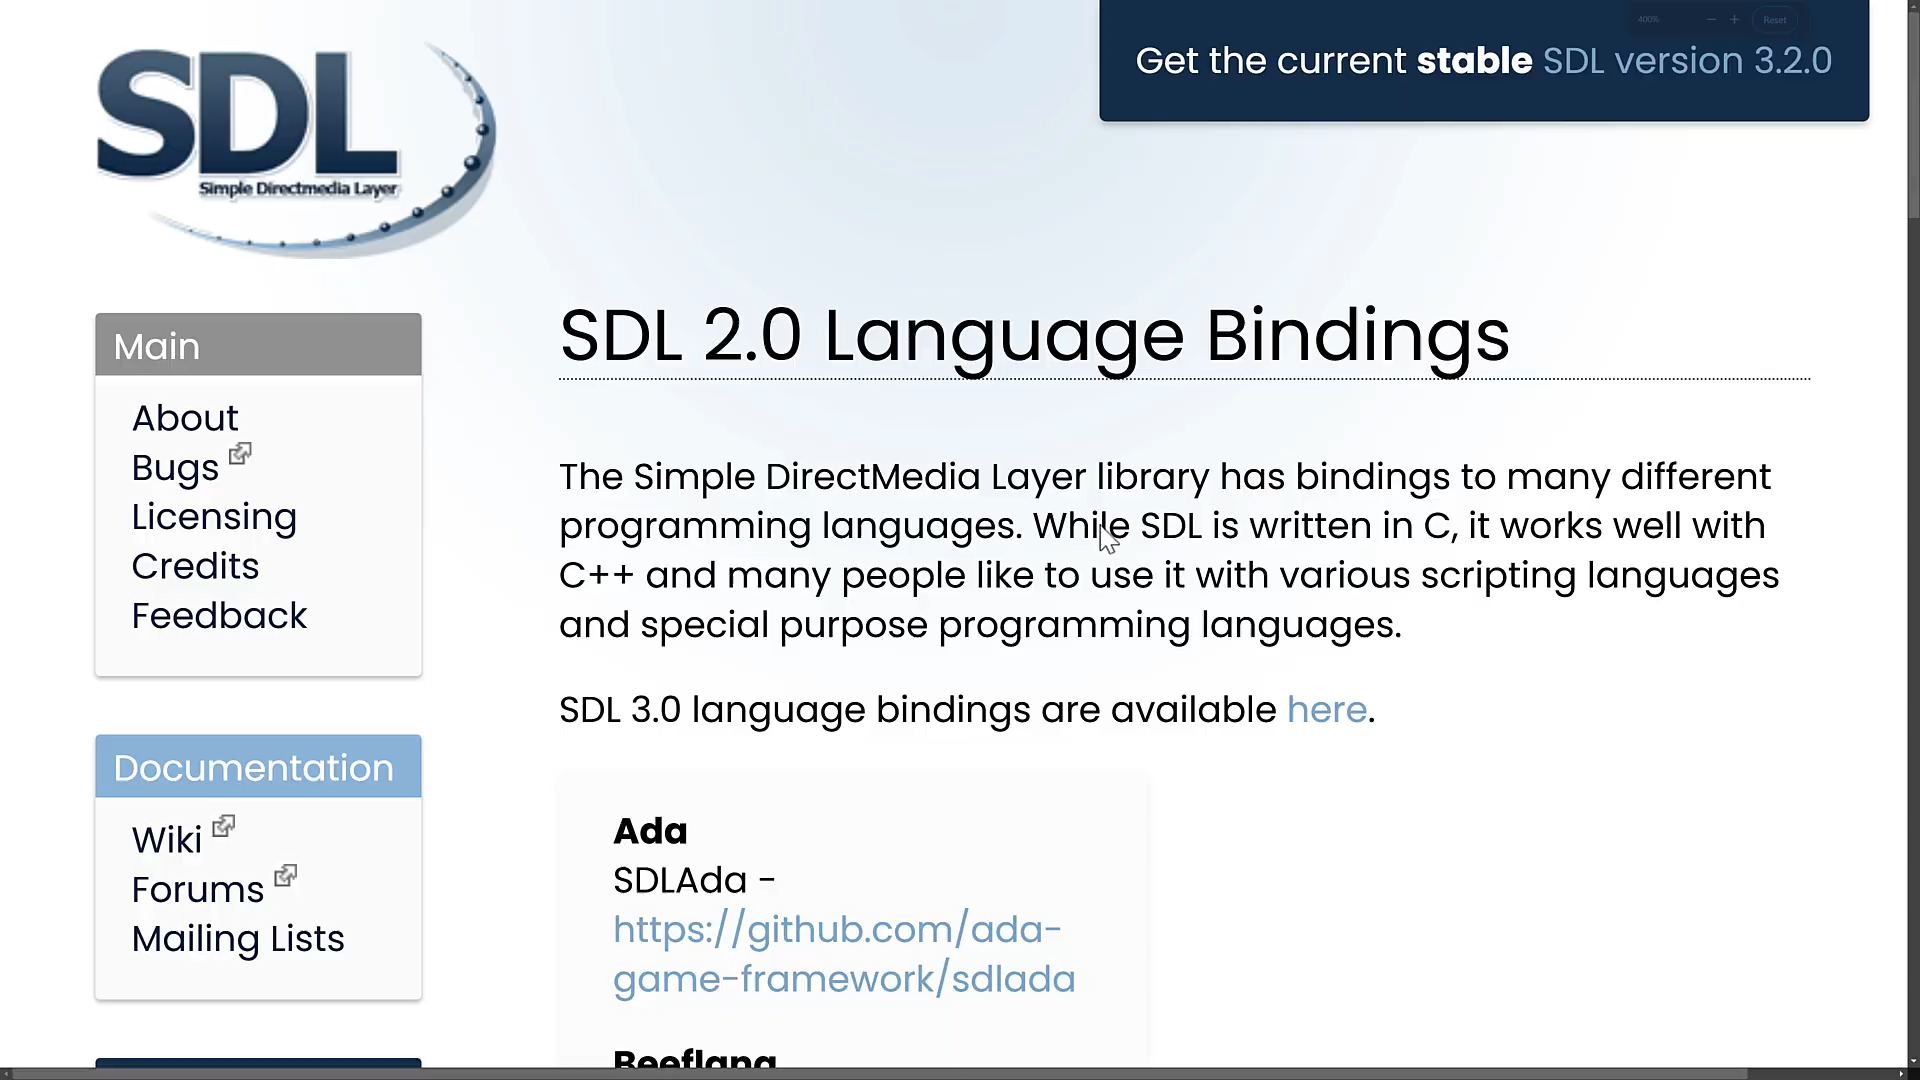 400%
Reset
Get the current stable SDL version 3.2.0
SDL
Simple Directmedia Layer
Main
About
Bugs
Licensing
Credits
Feedback
Documentation
Wiki
Forums
Mailing Lists
SDL 2.0 Language Bindings
The Simple DirectMedia Layer library has bindings to many different
programming languages. While SDL is written in C, it works well with
C++ and many people like to use it with various scripting languages
and special purpose programming languages.
SDL 3.0 language bindings are available here.
Ada
SDLAda -
https://github.com/ada-
game-framework/sdlada
Beeflang